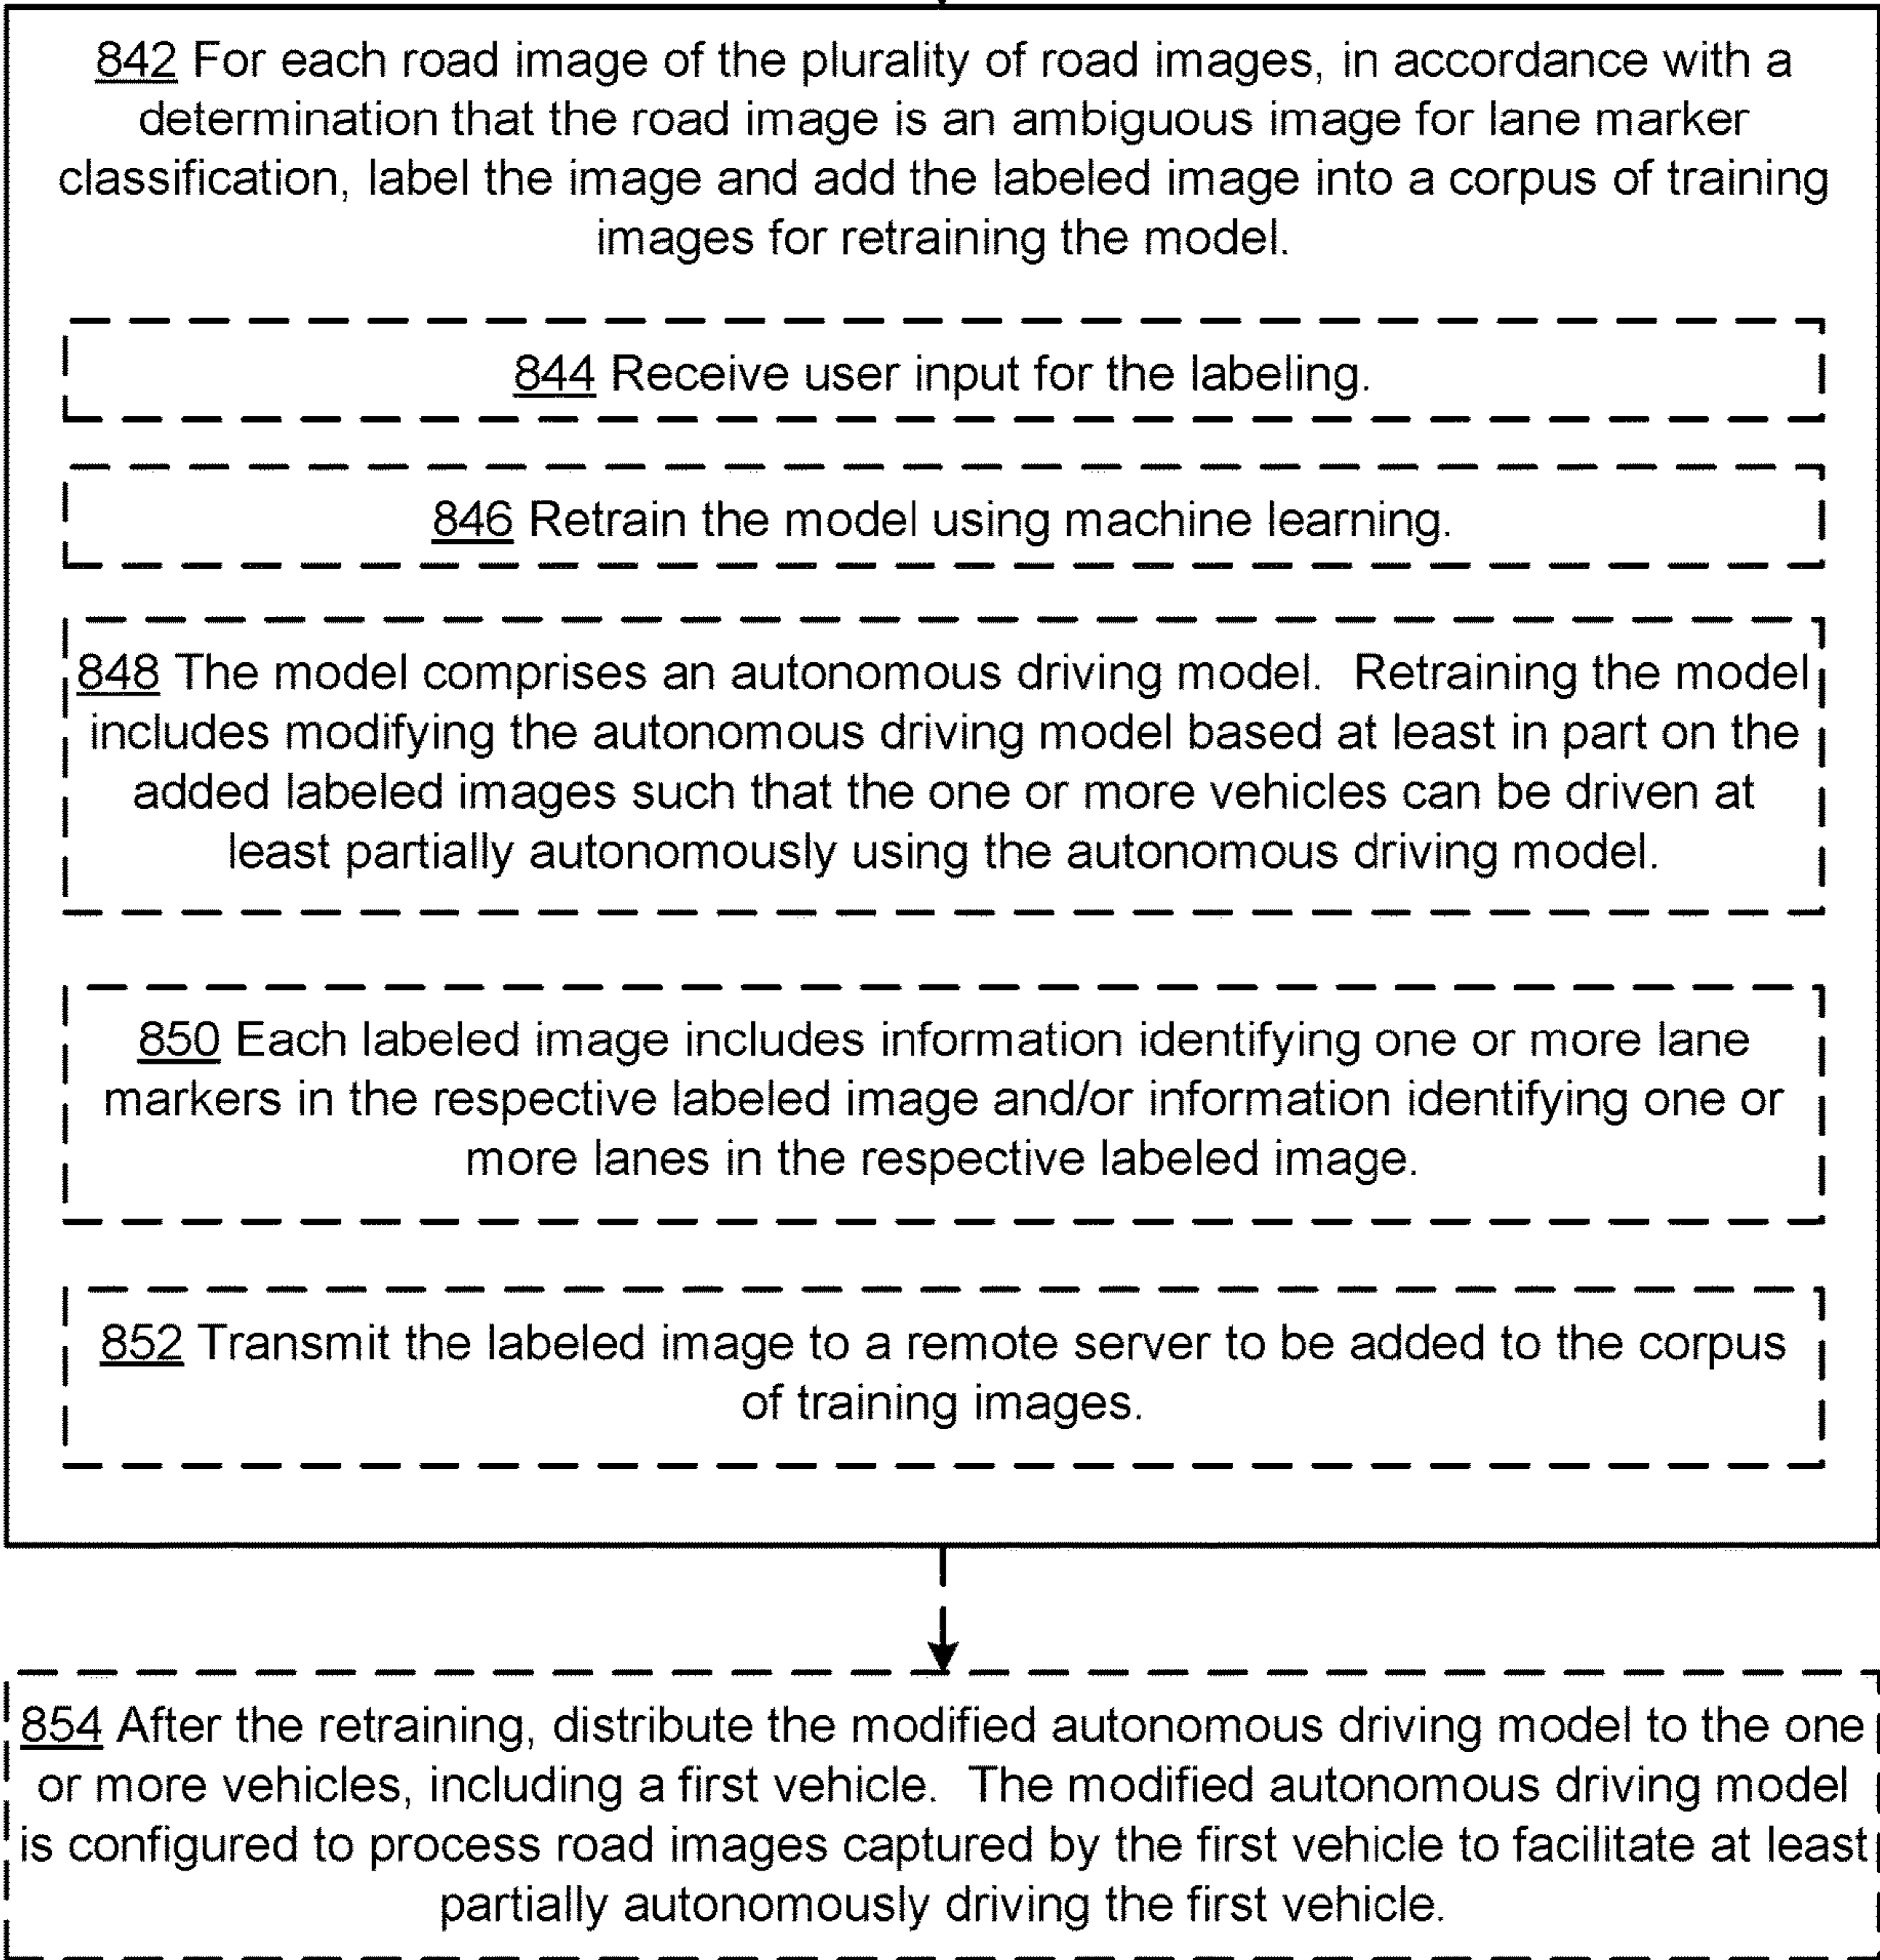 842 For each road image of the plurality of road images, in accordance with a
determination that the road image is an ambiguous image for lane marker
classification, label the image and add the labeled image into a corpus of training
images for retraining the model.
844 Receive user input for the labeling.
846 Retrain the model using machine learning.
848 The model comprises an autonomous driving model. Retraining the model
includes modifying the autonomous driving model based at least in part on the
added labeled images such that the one or more vehicles can be driven at
least partially autonomously using the autonomous driving model.
850 Each labeled image includes information identifying one or more lane
markers in the respective labeled image and/or information identifying one or
more lanes in the respective labeled image.
852 Transmit the labeled image to a remote server to be added to the corpus
of training images.
854 After the retraining, distribute the modified autonomous driving model to the one
or more vehicles, including a first vehicle. The modified autonomous driving model
is configured to process road images captured by the first vehicle to facilitate at least
partially autonomously driving the first vehicle.